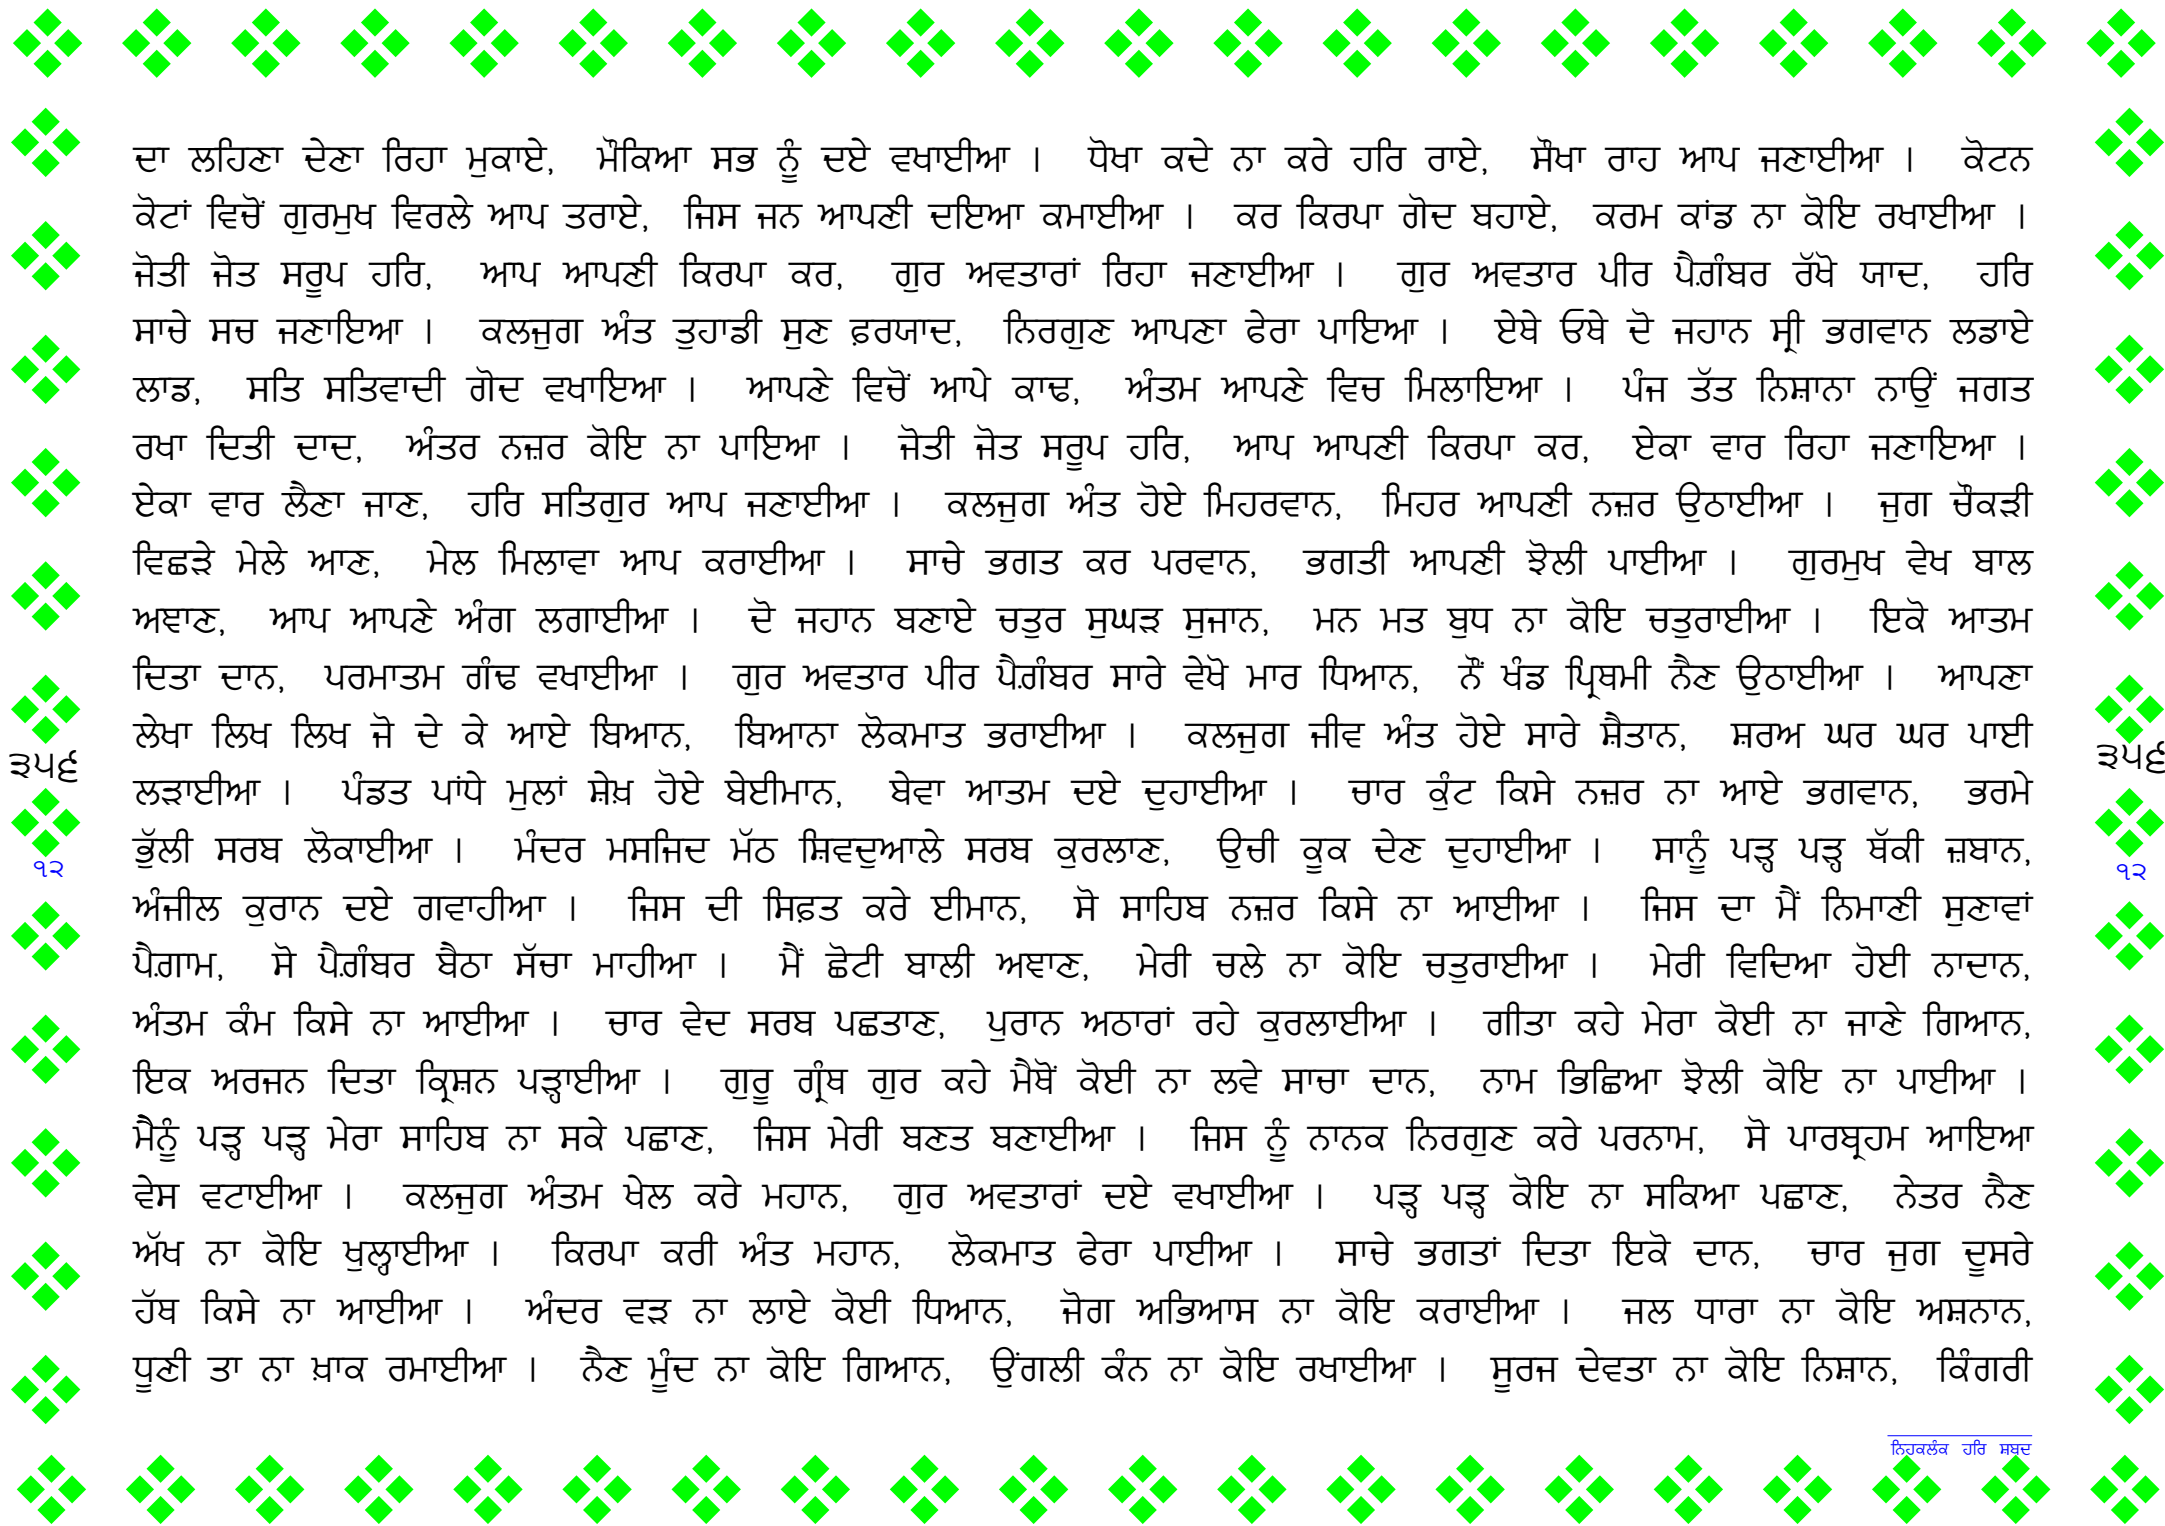 ਦਾ ਲਹਿਣਾ ਦੇਣਾ ਰਿਹਾ ਮੁਕਾਏ, ਮੌਕਿਆ ਸਭ ਨੂੰ ਦਏ ਵਖਾਈਆ । ਧੋਖਾ ਕਦੇ ਨਾ ਕਰੇ ਹਰਿ ਰਾਏ, ਸੌਖਾ ਰਾਹ ਆਪ ਜਣਾਈਆ । ਕੋਟਨ
ਕੋਟਾਂ ਵਿਚੋਂ ਗੁਰਮੁਖ ਵਿਰਲੇ ਆਪ ਤਰਾਏ, ਜਿਸ ਜਨ ਆਪਣੀ ਦਇਆ ਕਮਾਈਆ । ਕਰ ਕਿਰਪਾ ਗੋਦ ਬਹਾਏ, ਕਰਮ ਕਾਂਡ ਨਾ ਕੋਇ ਰਖਾਈਆ ।
ਜੋਤੀ ਜੋਤ ਸਰੂਪ ਹਰਿ, ਆਪ ਆਪਣੀ ਕਿਰਪਾ ਕਰ, ਗੁਰ ਅਵਤਾਰਾਂ ਰਿਹਾ ਜਣਾਈਆ । ਗੁਰ ਅਵਤਾਰ ਪੀਰ ਪੈਗ਼ੰਬਰ ਰੱਖੋ ਯਾਦ, ਹਰਿ
ਸਾਚੇ ਸਚ ਜਣਾਇਆ । ਕਲਜੁਗ ਅੰਤ ਤੁਹਾਡੀ ਸੁਣ ਫ਼ਰਯਾਦ, ਨਿਰਗੁਣ ਆਪਣਾ ਫੇਰਾ ਪਾਇਆ । ਏਥੇ ਓਥੇ ਦੋ ਜਹਾਨ ਸ੍ਰੀ ਭਗਵਾਨ ਲਡਾਏ
ਲਾਡ, ਸਤਿ ਸਤਿਵਾਦੀ ਗੋਦ ਵਖਾਇਆ । ਆਪਣੇ ਵਿਚੋਂ ਆਪੇ ਕਾਢ, ਅੰਤਮ ਆਪਣੇ ਵਿਚ ਮਿਲਾਇਆ । ਪੰਜ ਤੱਤ ਨਿਸ਼ਾਨਾ ਨਾਉਂ ਜਗਤ
ਰਖਾ ਦਿਤੀ ਦਾਦ, ਅੰਤਰ ਨਜ਼ਰ ਕੋਇ ਨਾ ਪਾਇਆ । ਜੋਤੀ ਜੋਤ ਸਰੂਪ ਹਰਿ, ਆਪ ਆਪਣੀ ਕਿਰਪਾ ਕਰ, ਏਕਾ ਵਾਰ ਰਿਹਾ ਜਣਾਇਆ ।
ਏਕਾ ਵਾਰ ਲੈਣਾ ਜਾਣ, ਹਰਿ ਸਤਿਗੁਰ ਆਪ ਜਣਾਈਆ । ਕਲਜੁਗ ਅੰਤ ਹੋਏ ਮਿਹਰਵਾਨ, ਮਿਹਰ ਆਪਣੀ ਨਜ਼ਰ ਉਠਾਈਆ । ਜੁਗ ਚੌਕੜੀ
ਵਿਛੜੇ ਮੇਲੇ ਆਣ, ਮੇਲ ਮਿਲਾਵਾ ਆਪ ਕਰਾਈਆ । ਸਾਚੇ ਭਗਤ ਕਰ ਪਰਵਾਨ, ਭਗਤੀ ਆਪਣੀ ਝੋਲੀ ਪਾਈਆ । ਗੁਰਮੁਖ ਵੇਖ ਬਾਲ
ਅਞਾਣ, ਆਪ ਆਪਣੇ ਅੰਗ ਲਗਾਈਆ । ਦੋ ਜਹਾਨ ਬਣਾਏ ਚਤੁਰ ਸੁਘੜ ਸੁਜਾਨ, ਮਨ ਮਤ ਬੁਧ ਨਾ ਕੋਇ ਚਤੁਰਾਈਆ । ਇਕੋ ਆਤਮ
ਦਿਤਾ ਦਾਨ, ਪਰਮਾਤਮ ਗੰਢ ਵਖਾਈਆ । ਗੁਰ ਅਵਤਾਰ ਪੀਰ ਪੈਗ਼ੰਬਰ ਸਾਰੇ ਵੇਖੋ ਮਾਰ ਧਿਆਨ, ਨੌਂ ਖੰਡ ਪ੍ਰਿਥਮੀ ਨੈਣ ਉਠਾਈਆ । ਆਪਣਾ
ਲੇਖਾ ਲਿਖ ਲਿਖ ਜੋ ਦੇ ਕੇ ਆਏ ਬਿਆਨ, ਬਿਆਨਾ ਲੋਕਮਾਤ ਭਰਾਈਆ । ਕਲਜੁਗ ਜੀਵ ਅੰਤ ਹੋਏ ਸਾਰੇ ਸ਼ੈਤਾਨ, ਸ਼ਰਅ ਘਰ ਘਰ ਪਾਈ
ਲੜਾਈਆ । ਪੰਡਤ ਪਾਂਧੇ ਮੁਲਾਂ ਸ਼ੇਖ਼ ਹੋਏ ਬੇਈਮਾਨ, ਬੇਵਾ ਆਤਮ ਦਏ ਦੁਹਾਈਆ । ਚਾਰ ਕੁੰਟ ਕਿਸੇ ਨਜ਼ਰ ਨਾ ਆਏ ਭਗਵਾਨ, ਭਰਮੇ
ਭੁੱਲੀ ਸਰਬ ਲੋਕਾਈਆ । ਮੰਦਰ ਮਸਜਿਦ ਮੱਠ ਸ਼ਿਵਦੁਆਲੇ ਸਰਬ ਕੁਰਲਾਣ, ਉਚੀ ਕੂਕ ਦੇਣ ਦੁਹਾਈਆ । ਸਾਨੂੰ ਪੜ੍ਹ ਪੜ੍ਹ ਥੱਕੀ ਜ਼ਬਾਨ,
ਅੰਜੀਲ ਕੁਰਾਨ ਦਏ ਗਵਾਹੀਆ । ਜਿਸ ਦੀ ਸਿਫ਼ਤ ਕਰੇ ਈਮਾਨ, ਸੋ ਸਾਹਿਬ ਨਜ਼ਰ ਕਿਸੇ ਨਾ ਆਈਆ । ਜਿਸ ਦਾ ਮੈਂ ਨਿਮਾਣੀ ਸੁਣਾਵਾਂ
ਪੈਗ਼ਾਮ, ਸੋ ਪੈਗ਼ੰਬਰ ਬੈਠਾ ਸੱਚਾ ਮਾਹੀਆ । ਮੈਂ ਛੋਟੀ ਬਾਲੀ ਅਞਾਣ, ਮੇਰੀ ਚਲੇ ਨਾ ਕੋਇ ਚਤੁਰਾਈਆ । ਮੇਰੀ ਵਿਦਿਆ ਹੋਈ ਨਾਦਾਨ,
ਅੰਤਮ ਕੰਮ ਕਿਸੇ ਨਾ ਆਈਆ । ਚਾਰ ਵੇਦ ਸਰਬ ਪਛਤਾਣ, ਪੁਰਾਨ ਅਠਾਰਾਂ ਰਹੇ ਕੁਰਲਾਈਆ । ਗੀਤਾ ਕਹੇ ਮੇਰਾ ਕੋਈ ਨਾ ਜਾਣੇ ਗਿਆਨ,
ਇਕ ਅਰਜਨ ਦਿਤਾ ਕ੍ਰਿਸ਼ਨ ਪੜ੍ਹਾਈਆ । ਗੁਰੂ ਗ੍ਰੰਥ ਗੁਰ ਕਹੇ ਮੈਥੋਂ ਕੋਈ ਨਾ ਲਵੇ ਸਾਚਾ ਦਾਨ, ਨਾਮ ਭਿਛਿਆ ਝੋਲੀ ਕੋਇ ਨਾ ਪਾਈਆ ।
ਮੈਨੂੰ ਪੜ੍ਹ ਪੜ੍ਹ ਮੇਰਾ ਸਾਹਿਬ ਨਾ ਸਕੇ ਪਛਾਣ, ਜਿਸ ਮੇਰੀ ਬਣਤ ਬਣਾਈਆ । ਜਿਸ ਨੂੰ ਨਾਨਕ ਨਿਰਗੁਣ ਕਰੇ ਪਰਨਾਮ, ਸੋ ਪਾਰਬ੍ਰਹਮ ਆਇਆ
ਵੇਸ ਵਟਾਈਆ । ਕਲਜੁਗ ਅੰਤਮ ਖੇਲ ਕਰੇ ਮਹਾਨ, ਗੁਰ ਅਵਤਾਰਾਂ ਦਏ ਵਖਾਈਆ । ਪੜ੍ਹ ਪੜ੍ਹ ਕੋਇ ਨਾ ਸਕਿਆ ਪਛਾਣ, ਨੇਤਰ ਨੈਣ
ਅੱਖ ਨਾ ਕੋਇ ਖੁਲ੍ਹਾਈਆ । ਕਿਰਪਾ ਕਰੀ ਅੰਤ ਮਹਾਨ, ਲੋਕਮਾਤ ਫੇਰਾ ਪਾਈਆ । ਸਾਚੇ ਭਗਤਾਂ ਦਿਤਾ ਇਕੋ ਦਾਨ, ਚਾਰ ਜੁਗ ਦੂਸਰੇ
ਹੱਥ ਕਿਸੇ ਨਾ ਆਈਆ । ਅੰਦਰ ਵੜ ਨਾ ਲਾਏ ਕੋਈ ਧਿਆਨ, ਜੋਗ ਅਭਿਆਸ ਨਾ ਕੋਇ ਕਰਾਈਆ । ਜਲ ਧਾਰਾ ਨਾ ਕੋਇ ਅਸ਼ਨਾਨ,
ਧੂਣੀ ਤਾ ਨਾ ਖ਼ਾਕ ਰਮਾਈਆ । ਨੈਣ ਮੂੰਦ ਨਾ ਕੋਇ ਗਿਆਨ, ਉਂਗਲੀ ਕੰਨ ਨਾ ਕੋਇ ਰਖਾਈਆ । ਸੂਰਜ ਦੇਵਤਾ ਨਾ ਕੋਇ ਨਿਸ਼ਾਨ, ਕਿੰਗਰੀ
੩੫੬ ੩੫੬
੧੨ ੧੨
ਨਿਹਕਲੰਕ ਹਰਿ ਸ਼ਬਦ